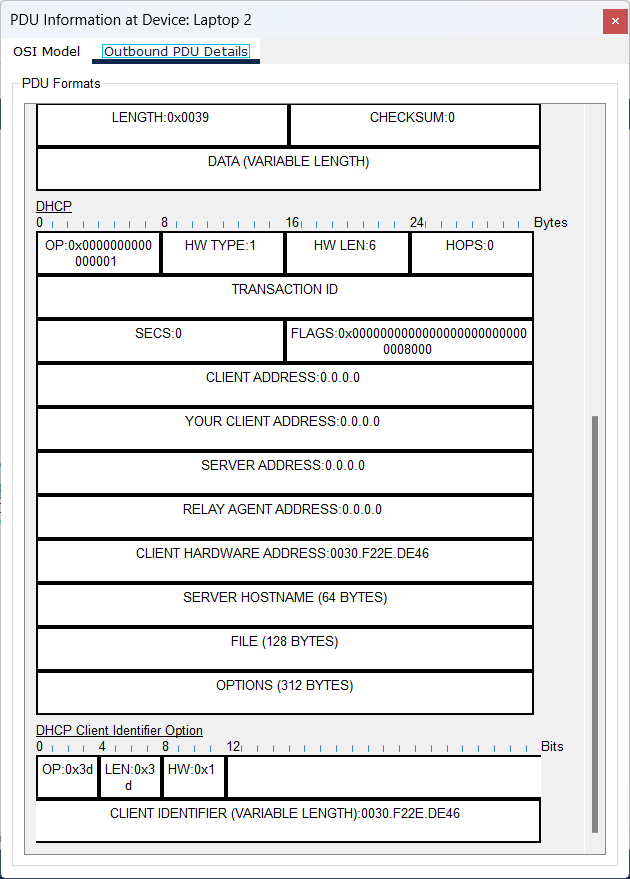 PDU Information at Device: Laptop 2
OSI Model Outbound PDU Details
PDU Formats
LENGTH:0x0039 CHECKSUM:0
DATA (VARIABLE LENGTH)
DHCP
0 8 16 24 Bytes
OP:0x0000000000 HW TYPE:1 HW LEN:6 HOPS:0
000001
TRANSACTION ID
SECS:0 FLAGS:0x0000000000000000000000000
0008000
CLIENT ADDRESS:0.0.0.0
YOUR CLIENT ADDRESS:0.0.0.0
SERVER ADDRESS:0.0.0.0
RELAY AGENT ADDRESS:0.0.0.0
CLIENT HARDWARE ADDRESS:0030.F22E.DE46
SERVER HOSTNAME (64 BYTES)
FILE (128 BYTES)
OPTIONS (312 BYTES)
DHCP Client Identifier Option
0 4 8 12 Bits
OP:0x3d LEN:0x3 HW:0x1
d
CLIENT IDENTIFIER (VARIABLE LENGTH):0030.F22E.DE46